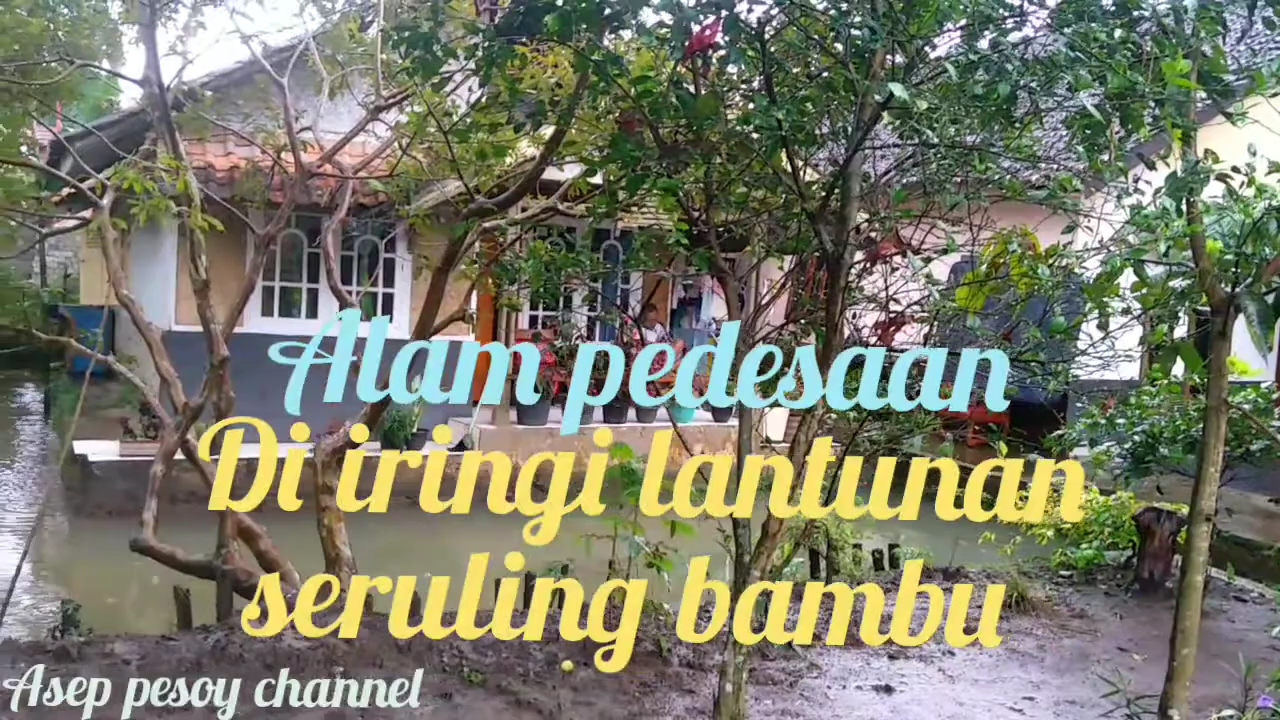 Alam pedesaan
Di iringi lantunan
seruling bambu
Asep pesoy channel